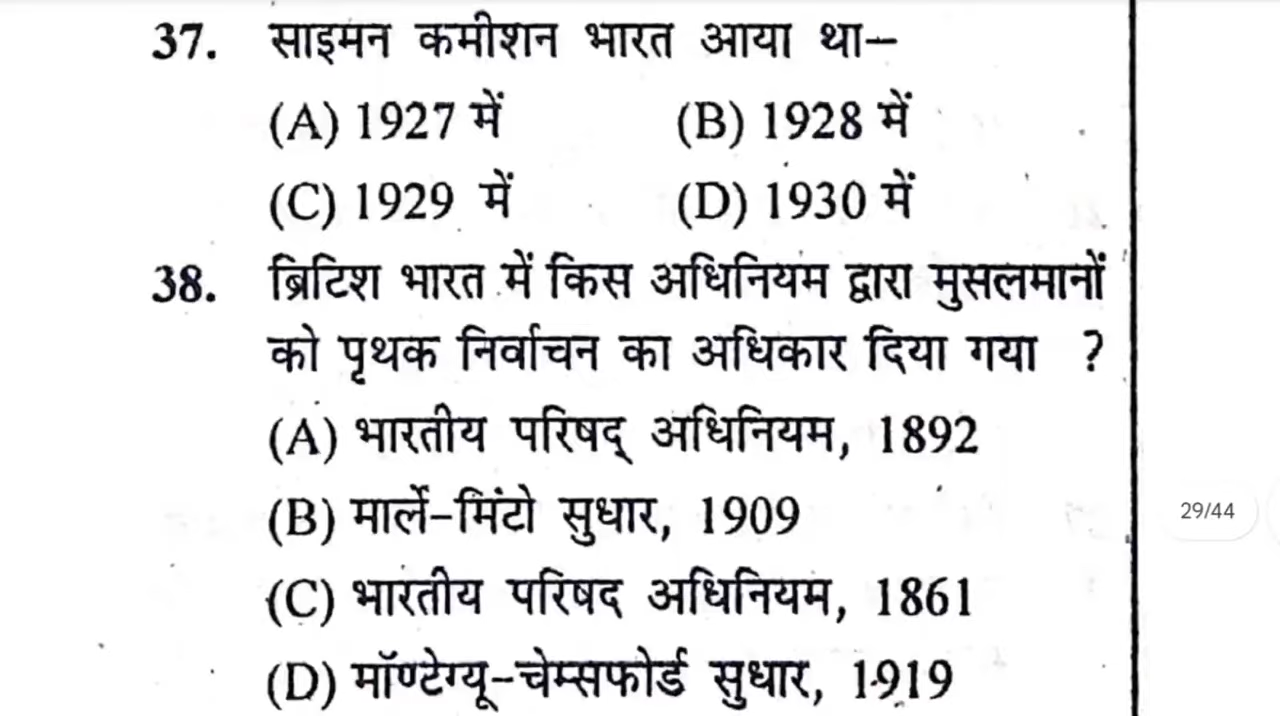 37. साइमन कमीशन भारत आया था–
(A) 1927 में (B) 1928 में
(C) 1929 में (D) 1930 में
38. ब्रिटिश भारत में किस अधिनियम द्वारा मुसलमानों
को पृथक निर्वाचन का अधिकार दिया गया ?
(A) भारतीय परिषद् अधिनियम, 1892
(B) मार्ले-मिंटो सुधार, 1909
29/44
(C) भारतीय परिषद अधिनियम, 1861
(D) मॉण्टेग्यू-चेम्सफोर्ड सुधार, 1919